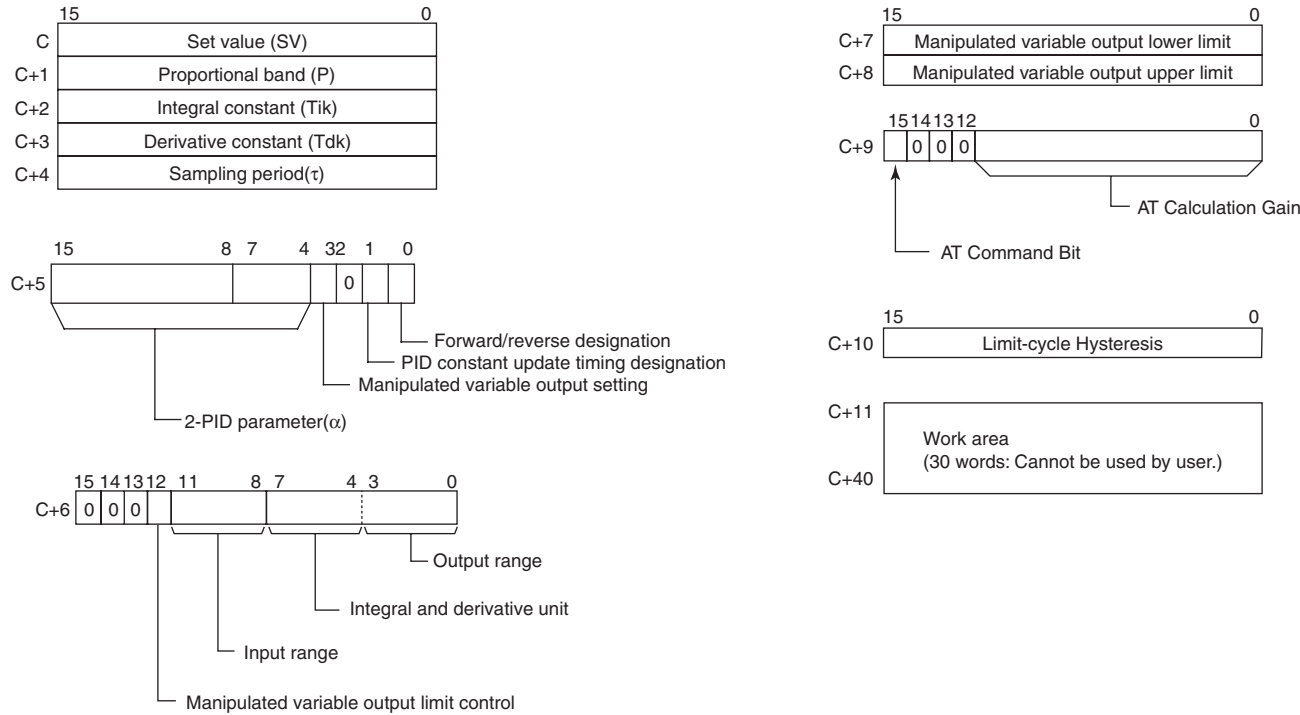 15 0
C Set value (SV)
C+1 Proportional band (P)
C+2 Integral constant (Tik)
C+3 Derivative constant (Tdk)
C+4 Sampling period(τ)
15 8 7 4 32 1 0
C+5 0
Forward/reverse designation
PID constant update timing designation
Manipulated variable output setting
2-PID parameter(α)
15 14 13 12 11 8 7 4 3 0
C+6 0 0 0
Output range
Integral and derivative unit
Input range
Manipulated variable output limit control
15 0
C+7 Manipulated variable output lower limit
C+8 Manipulated variable output upper limit
15 14 13 12 0
C+9 0 0 0
AT Calculation Gain
AT Command Bit
15 0
C+10 Limit-cycle Hysteresis
C+11
Work area
(30 words: Cannot be used by user.)
C+40